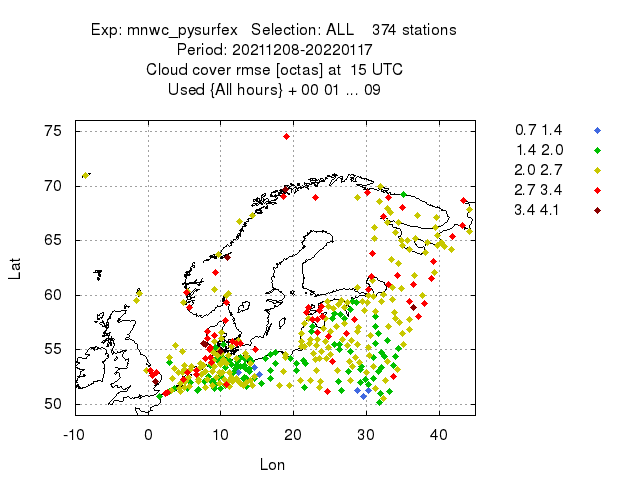 Exp: mnwc_pysurfex   Selection: ALL    374 stations
Period: 20211208-20220117
Cloud cover rmse [octas] at  15 UTC
Used {All hours} + 00 01 ... 09
0.7 1.4
1.4 2.0
2.0 2.7
2.7 3.4
3.4 4.1
75
70
65
60
55
50
Lat
-10 0 10 20 30 40
Lon